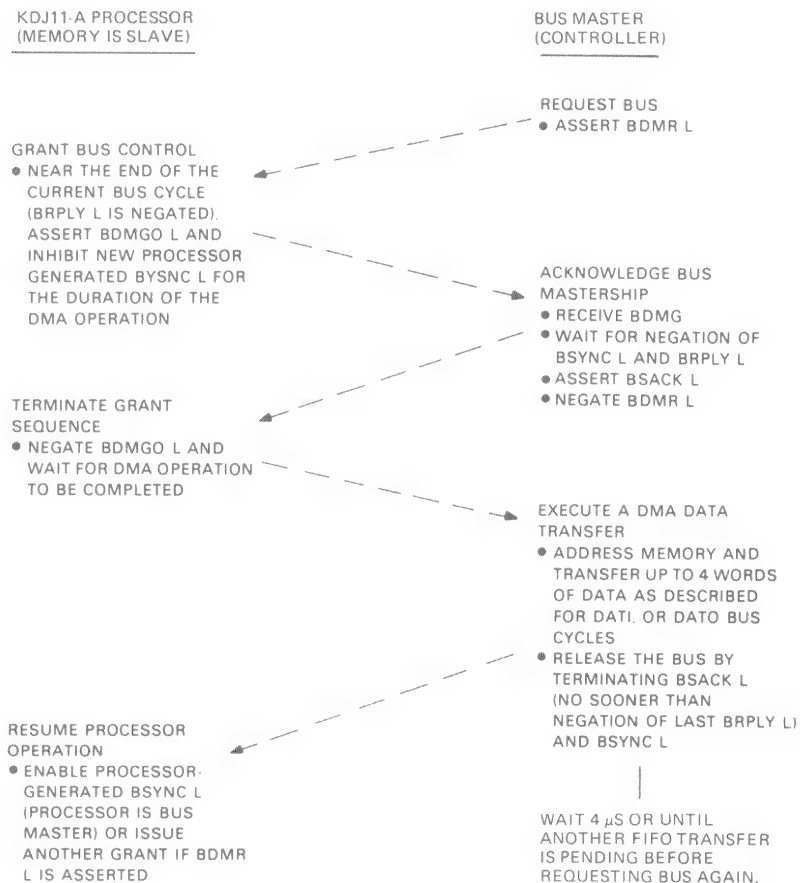 KDJ11-A PROCESSOR
(MEMORY IS SLAVE)
BUS MASTER
(CONTROLLER)
REQUEST BUS
• ASSERT BDMR L
GRANT BUS CONTROL
• NEAR THE END OF THE
CURRENT BUS CYCLE
(BRPLY L IS NEGATED).
ASSERT BDMGO L AND
INHIBIT NEW PROCESSOR
GENERATED BYSNC L FOR
THE DURATION OF THE
DMA OPERATION
ACKNOWLEDGE BUS
MASTERSHIP
• RECEIVE BDMG
• WAIT FOR NEGATION OF
BSYNC L AND BRPLY L
• ASSERT BSACK L
• NEGATE BDMR L
TERMINATE GRANT
SEQUENCE
• NEGATE BDMGO L AND
WAIT FOR DMA OPERATION
TO BE COMPLETED
EXECUTE A DMA DATA
TRANSFER
• ADDRESS MEMORY AND
TRANSFER UP TO 4 WORDS
OF DATA AS DESCRIBED
FOR DATI. OR DATO BUS
CYCLES
• RELEASE THE BUS BY
TERMINATING BSACK L
(NO SOONER THAN
NEGATION OF LAST BRPLY L)
AND BSYNC L
RESUME PROCESSOR
OPERATION
• ENABLE PROCESSOR-
GENERATED BSYNC L
(PROCESSOR IS BUS
MASTER) OR ISSUE
ANOTHER GRANT IF BDMR
L IS ASSERTED
WAIT 4 µS OR UNTIL
ANOTHER FIFO TRANSFER
IS PENDING BEFORE
REQUESTING BUS AGAIN.